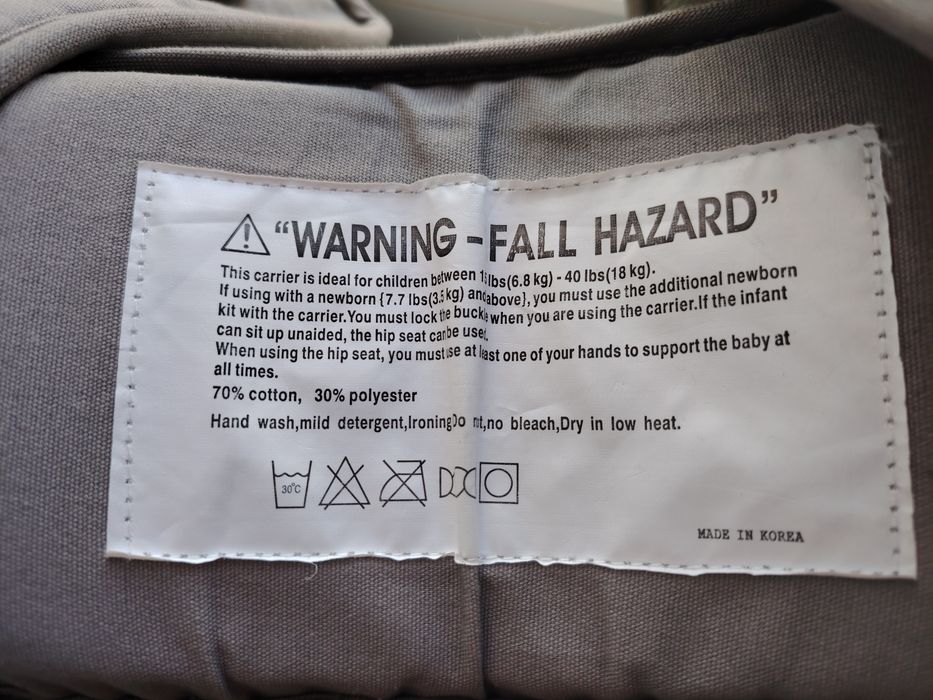 "WARNING - FALL HAZARD"
This carrier is ideal for children between 15 lbs(6.8 kg) - 40 lbs(18 kg).
If using with a newborn {7.7 lbs(3.5 kg) and above}, you must use the additional newborn
kit with the carrier.You must lock the buckle when you are using the carrier.If the infant
can sit up unaided, the hip seat can be used.
When using the hip seat, you must use at least one of your hands to support the baby at
all times.
70% cotton, 30% polyester
Hand wash,mild detergent,Ironing Do not,no bleach,Dry in low heat.
30°C
MADE IN KOREA